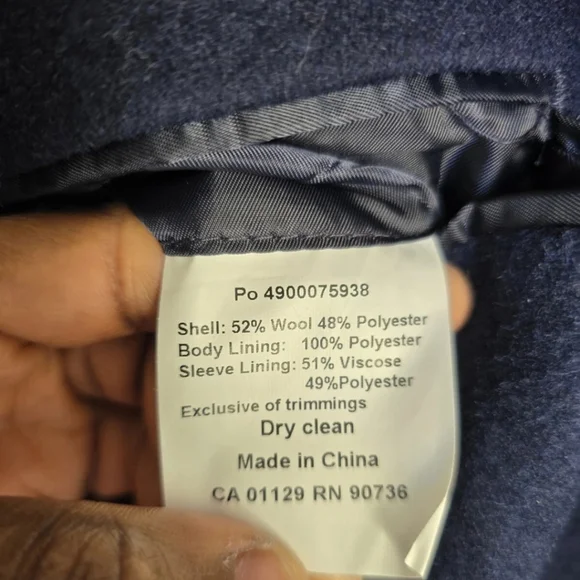 Po 4900075938
Shell: 52% Wool 48% Polyester
Body Lining: 100% Polyester
Sleeve Lining: 51% Viscose
49%Polyester
Exclusive of trimmings
Dry clean
Made in China
CA 01129 RN 90736